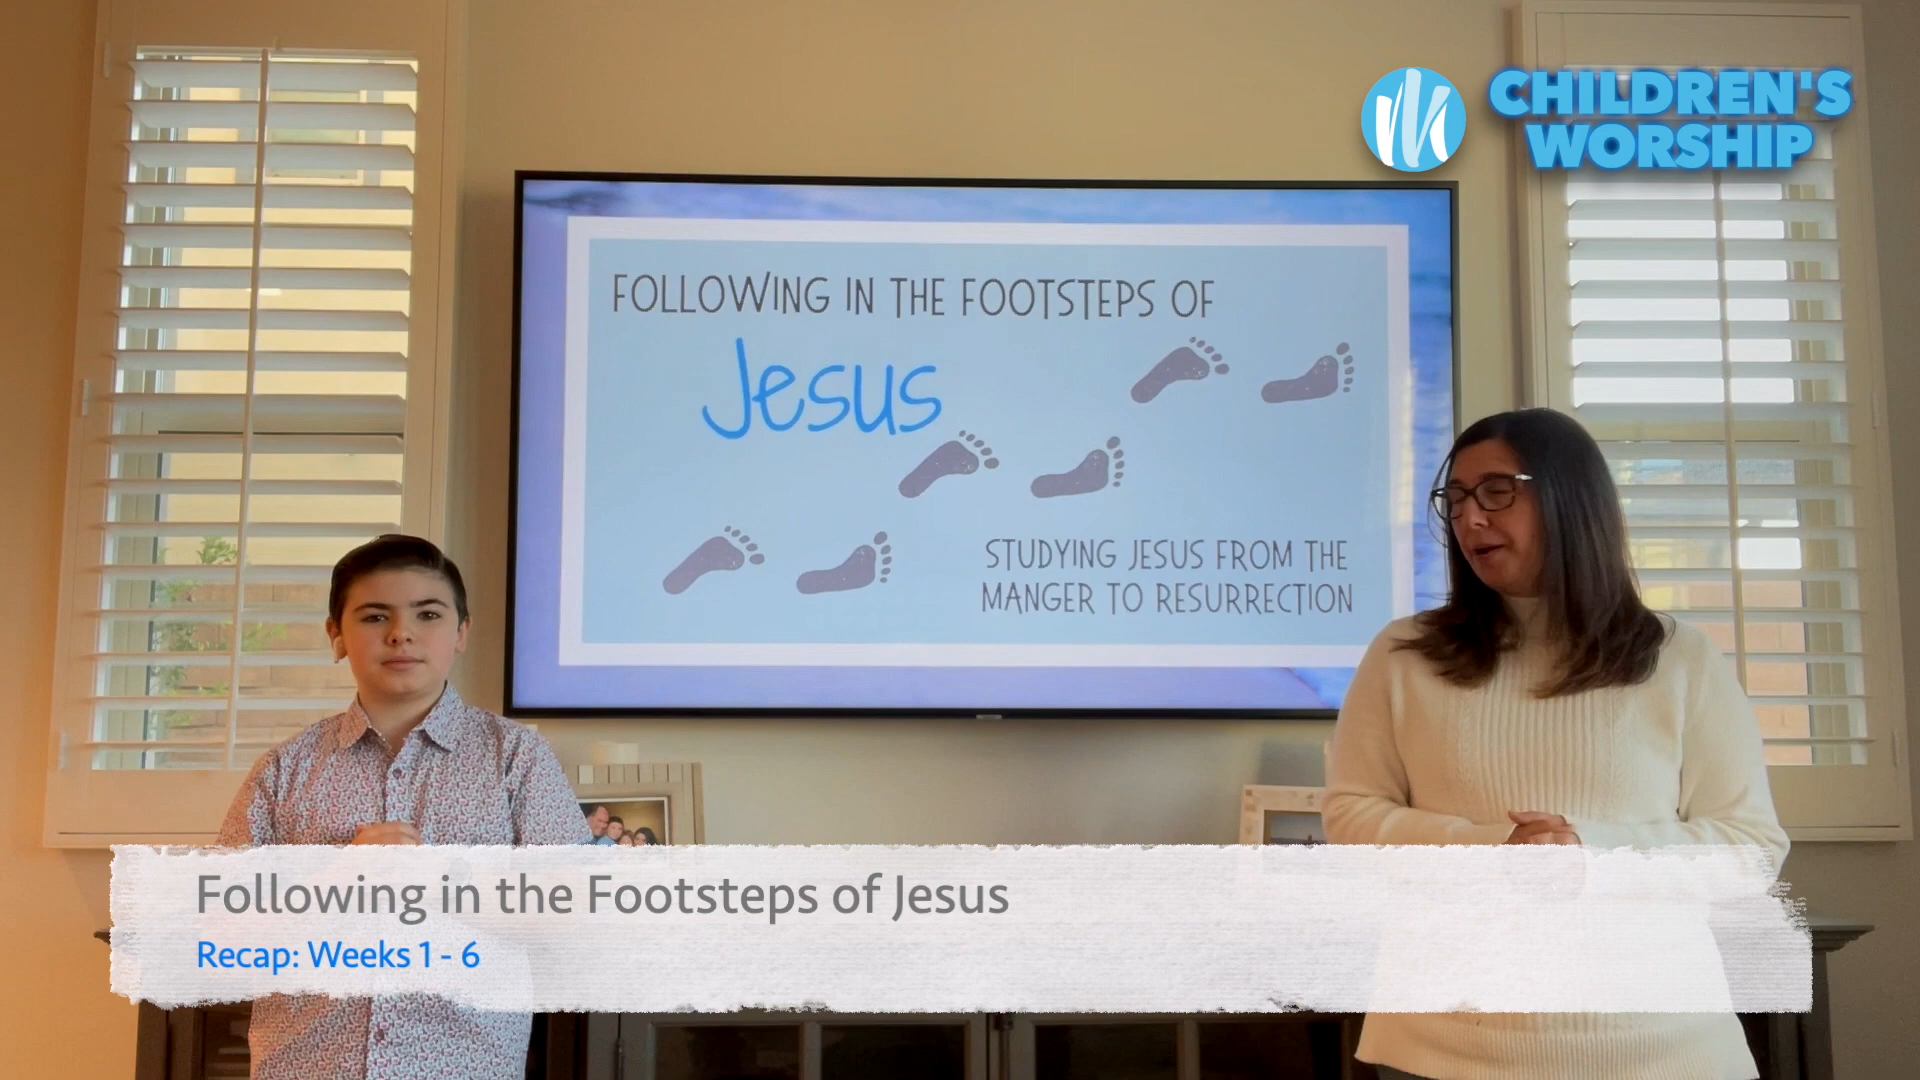 CHILDREN'S
WORSHIP
FOLLOWING IN THE FOOTSTEPS OF
Jesus
STUDYING JESUS FROM THE
MANGER TO RESURRECTION
Following in the Footsteps of Jesus
Recap: Weeks 1 - 6